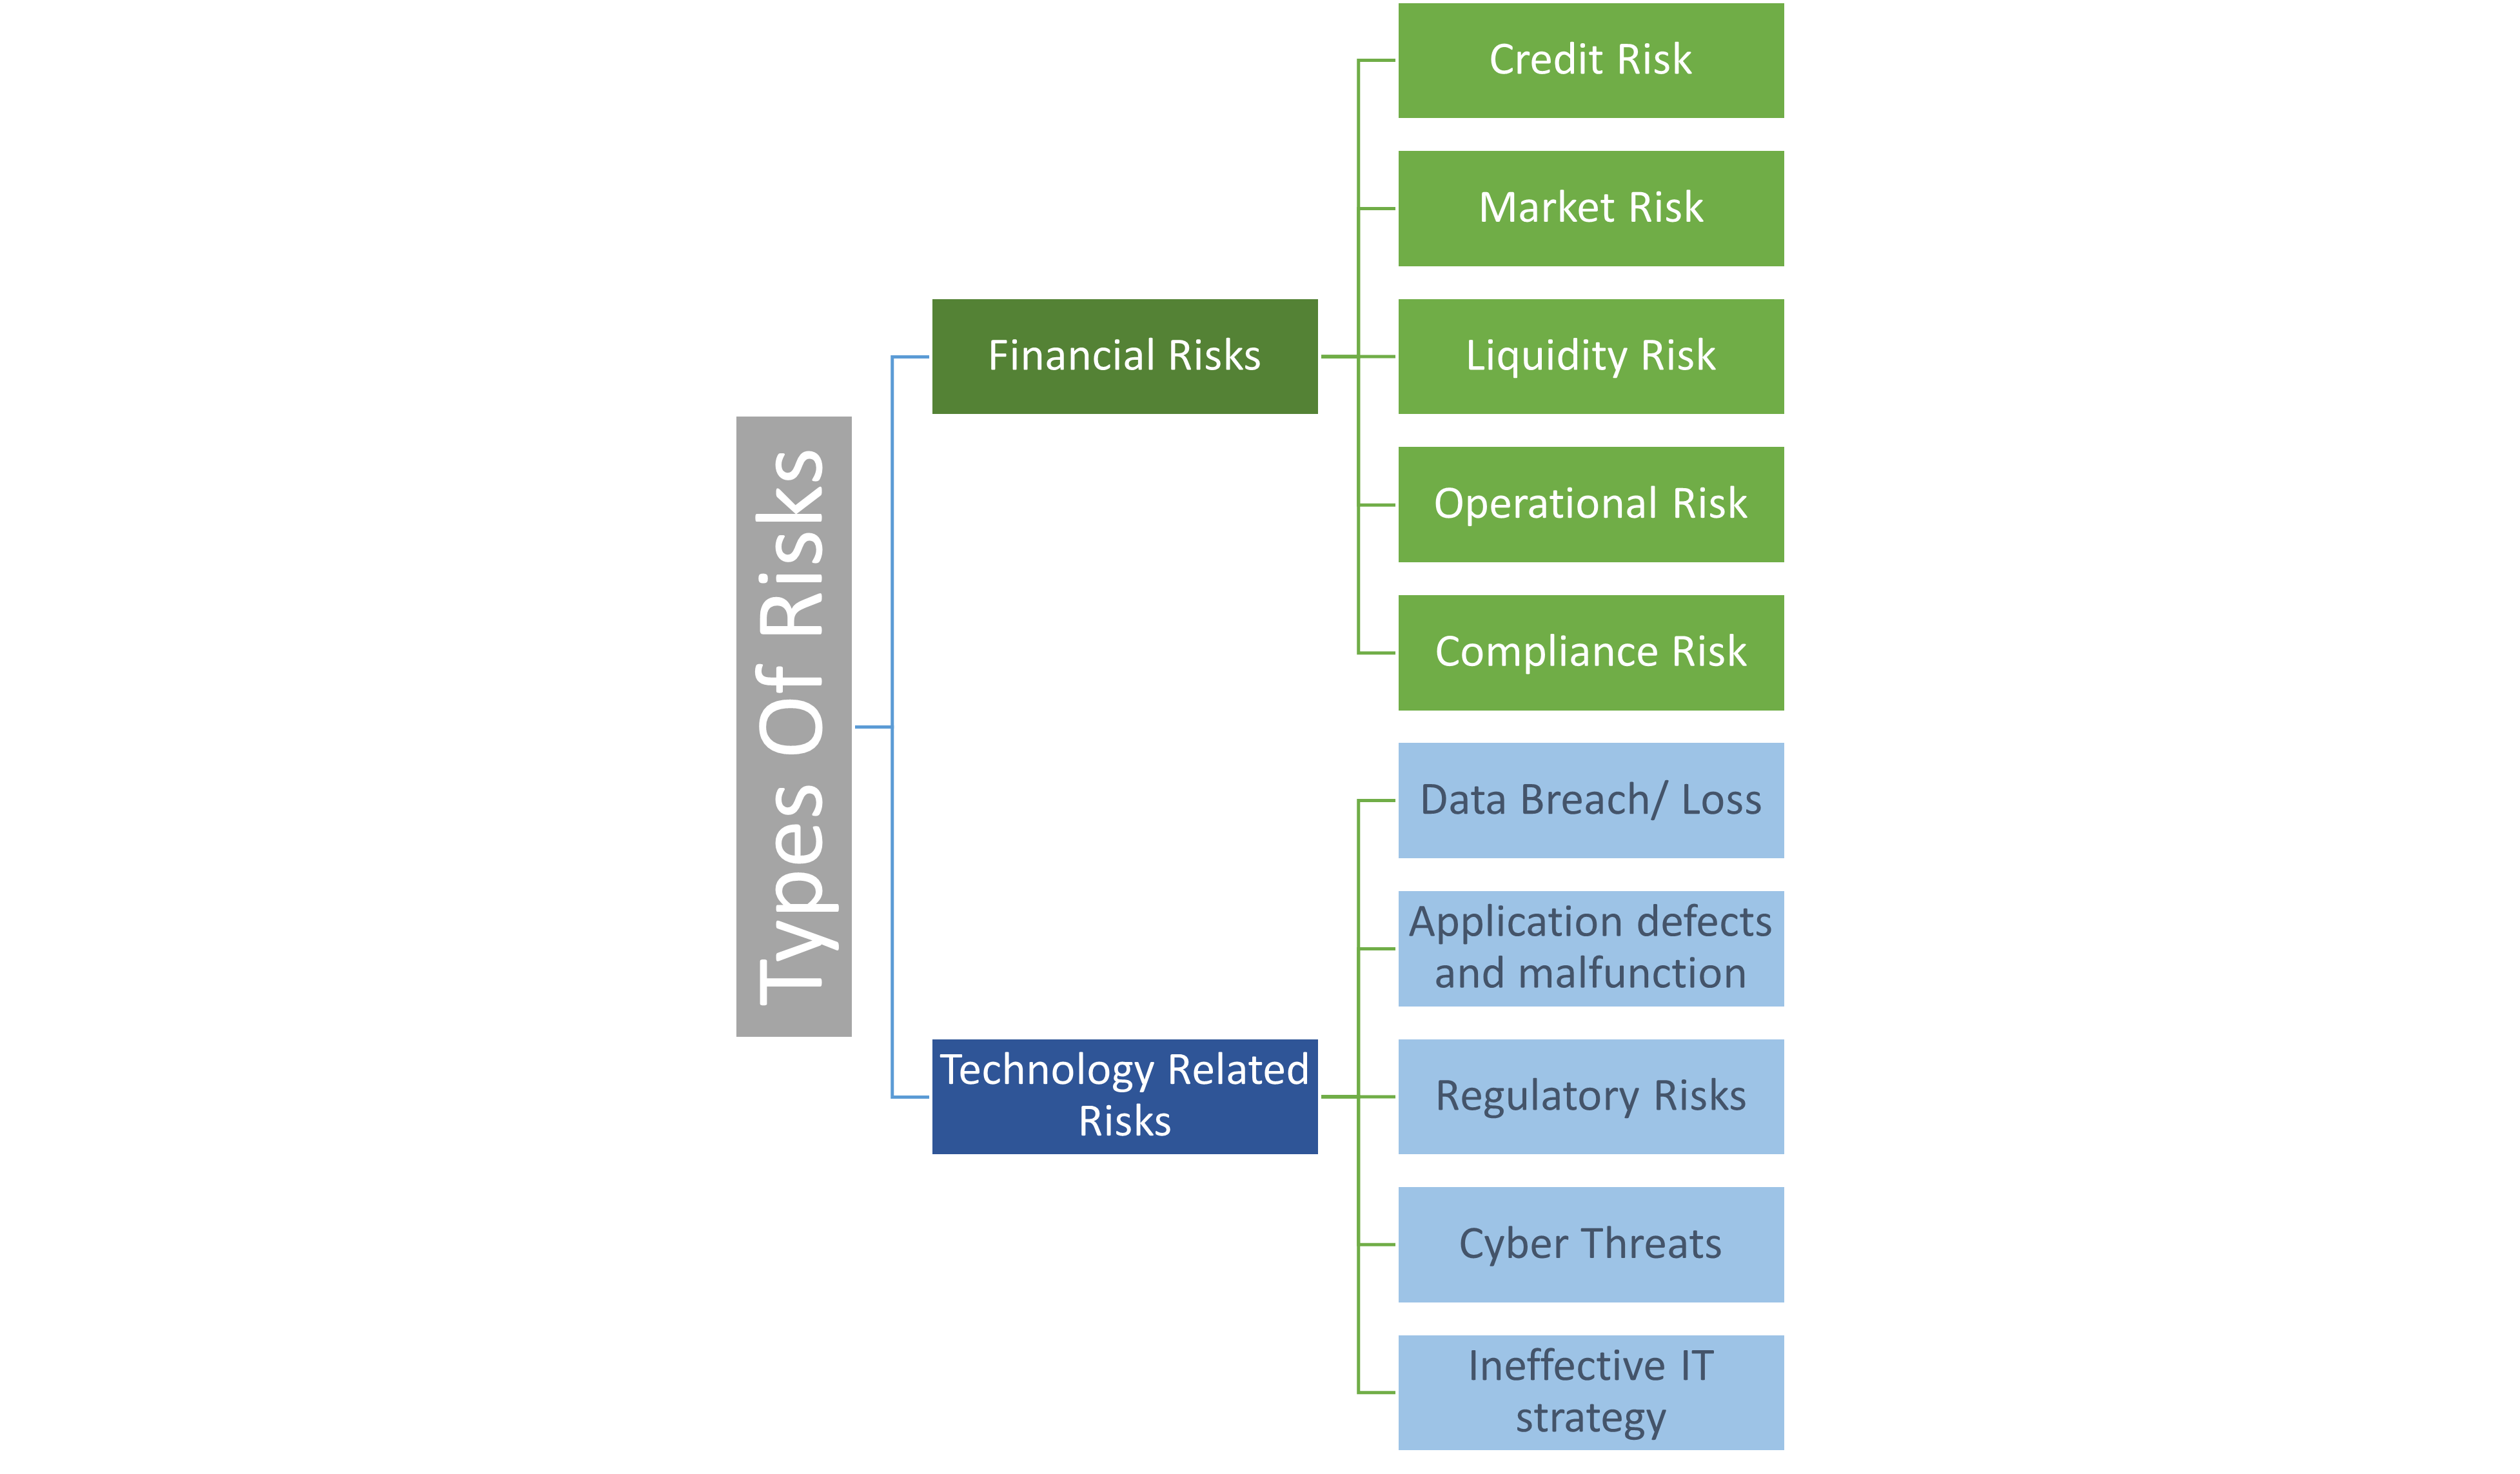 Types Of Risks
Financial Risks
Credit Risk
Market Risk
Liquidity Risk
Operational Risk
Compliance Risk
Technology Related
Risks
Data Breach/ Loss
Application defects
and malfunction
Regulatory Risks
Cyber Threats
Ineffective IT
strategy